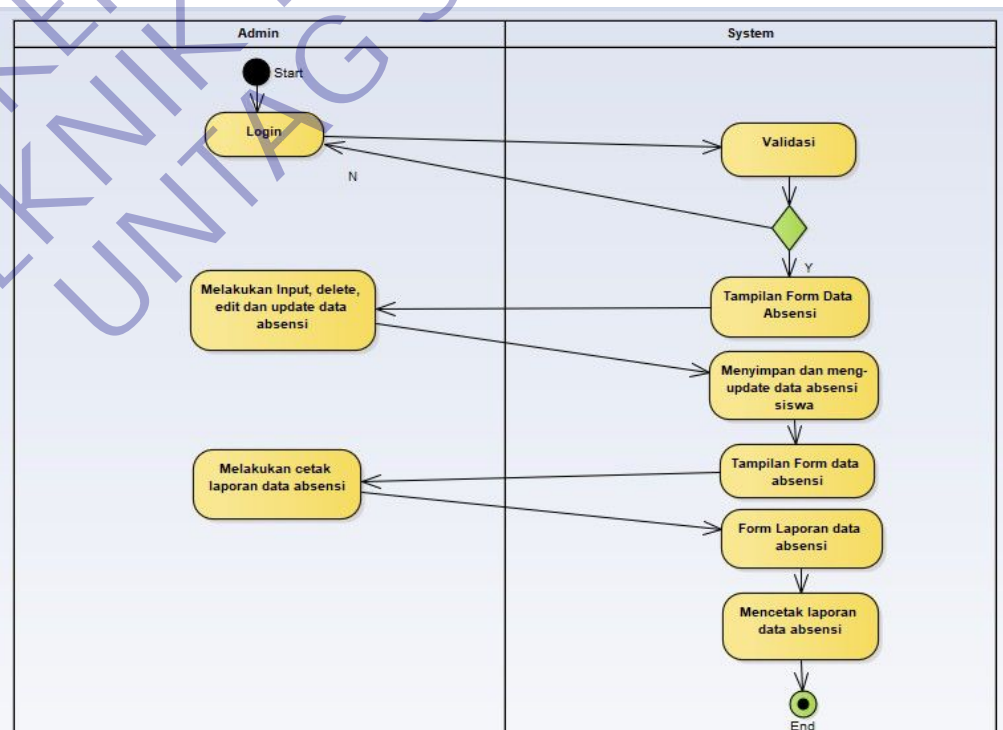 Admin
System
Start
Login
Validasi
N
Y
Melakukan Input, delete,
edit dan update data
absensi
Tampilan Form Data
Absensi
Menyimpan dan meng-
update data absensi
siswa
Melakukan cetak
laporan data absensi
Tampilan Form data
absensi
Form Laporan data
absensi
Mencetak laporan
data absensi
End
UNTAG